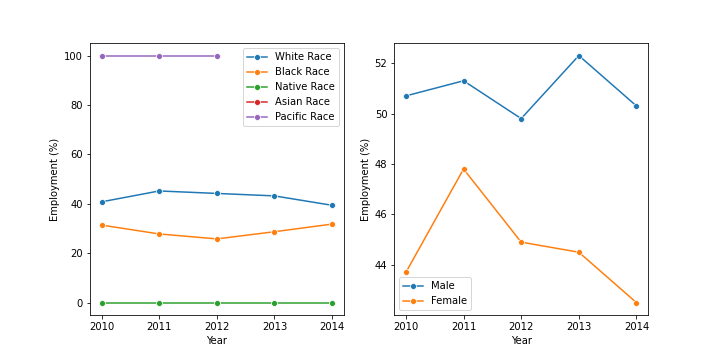 White Race
Black Race
Native Race
Asian Race
Pacific Race
100
80
60
40
20
0
Employment (%)
2010 2011 2012 2013 2014
Year
52
50
48
46
44
Employment (%)
Male
Female
2010 2011 2012 2013 2014
Year